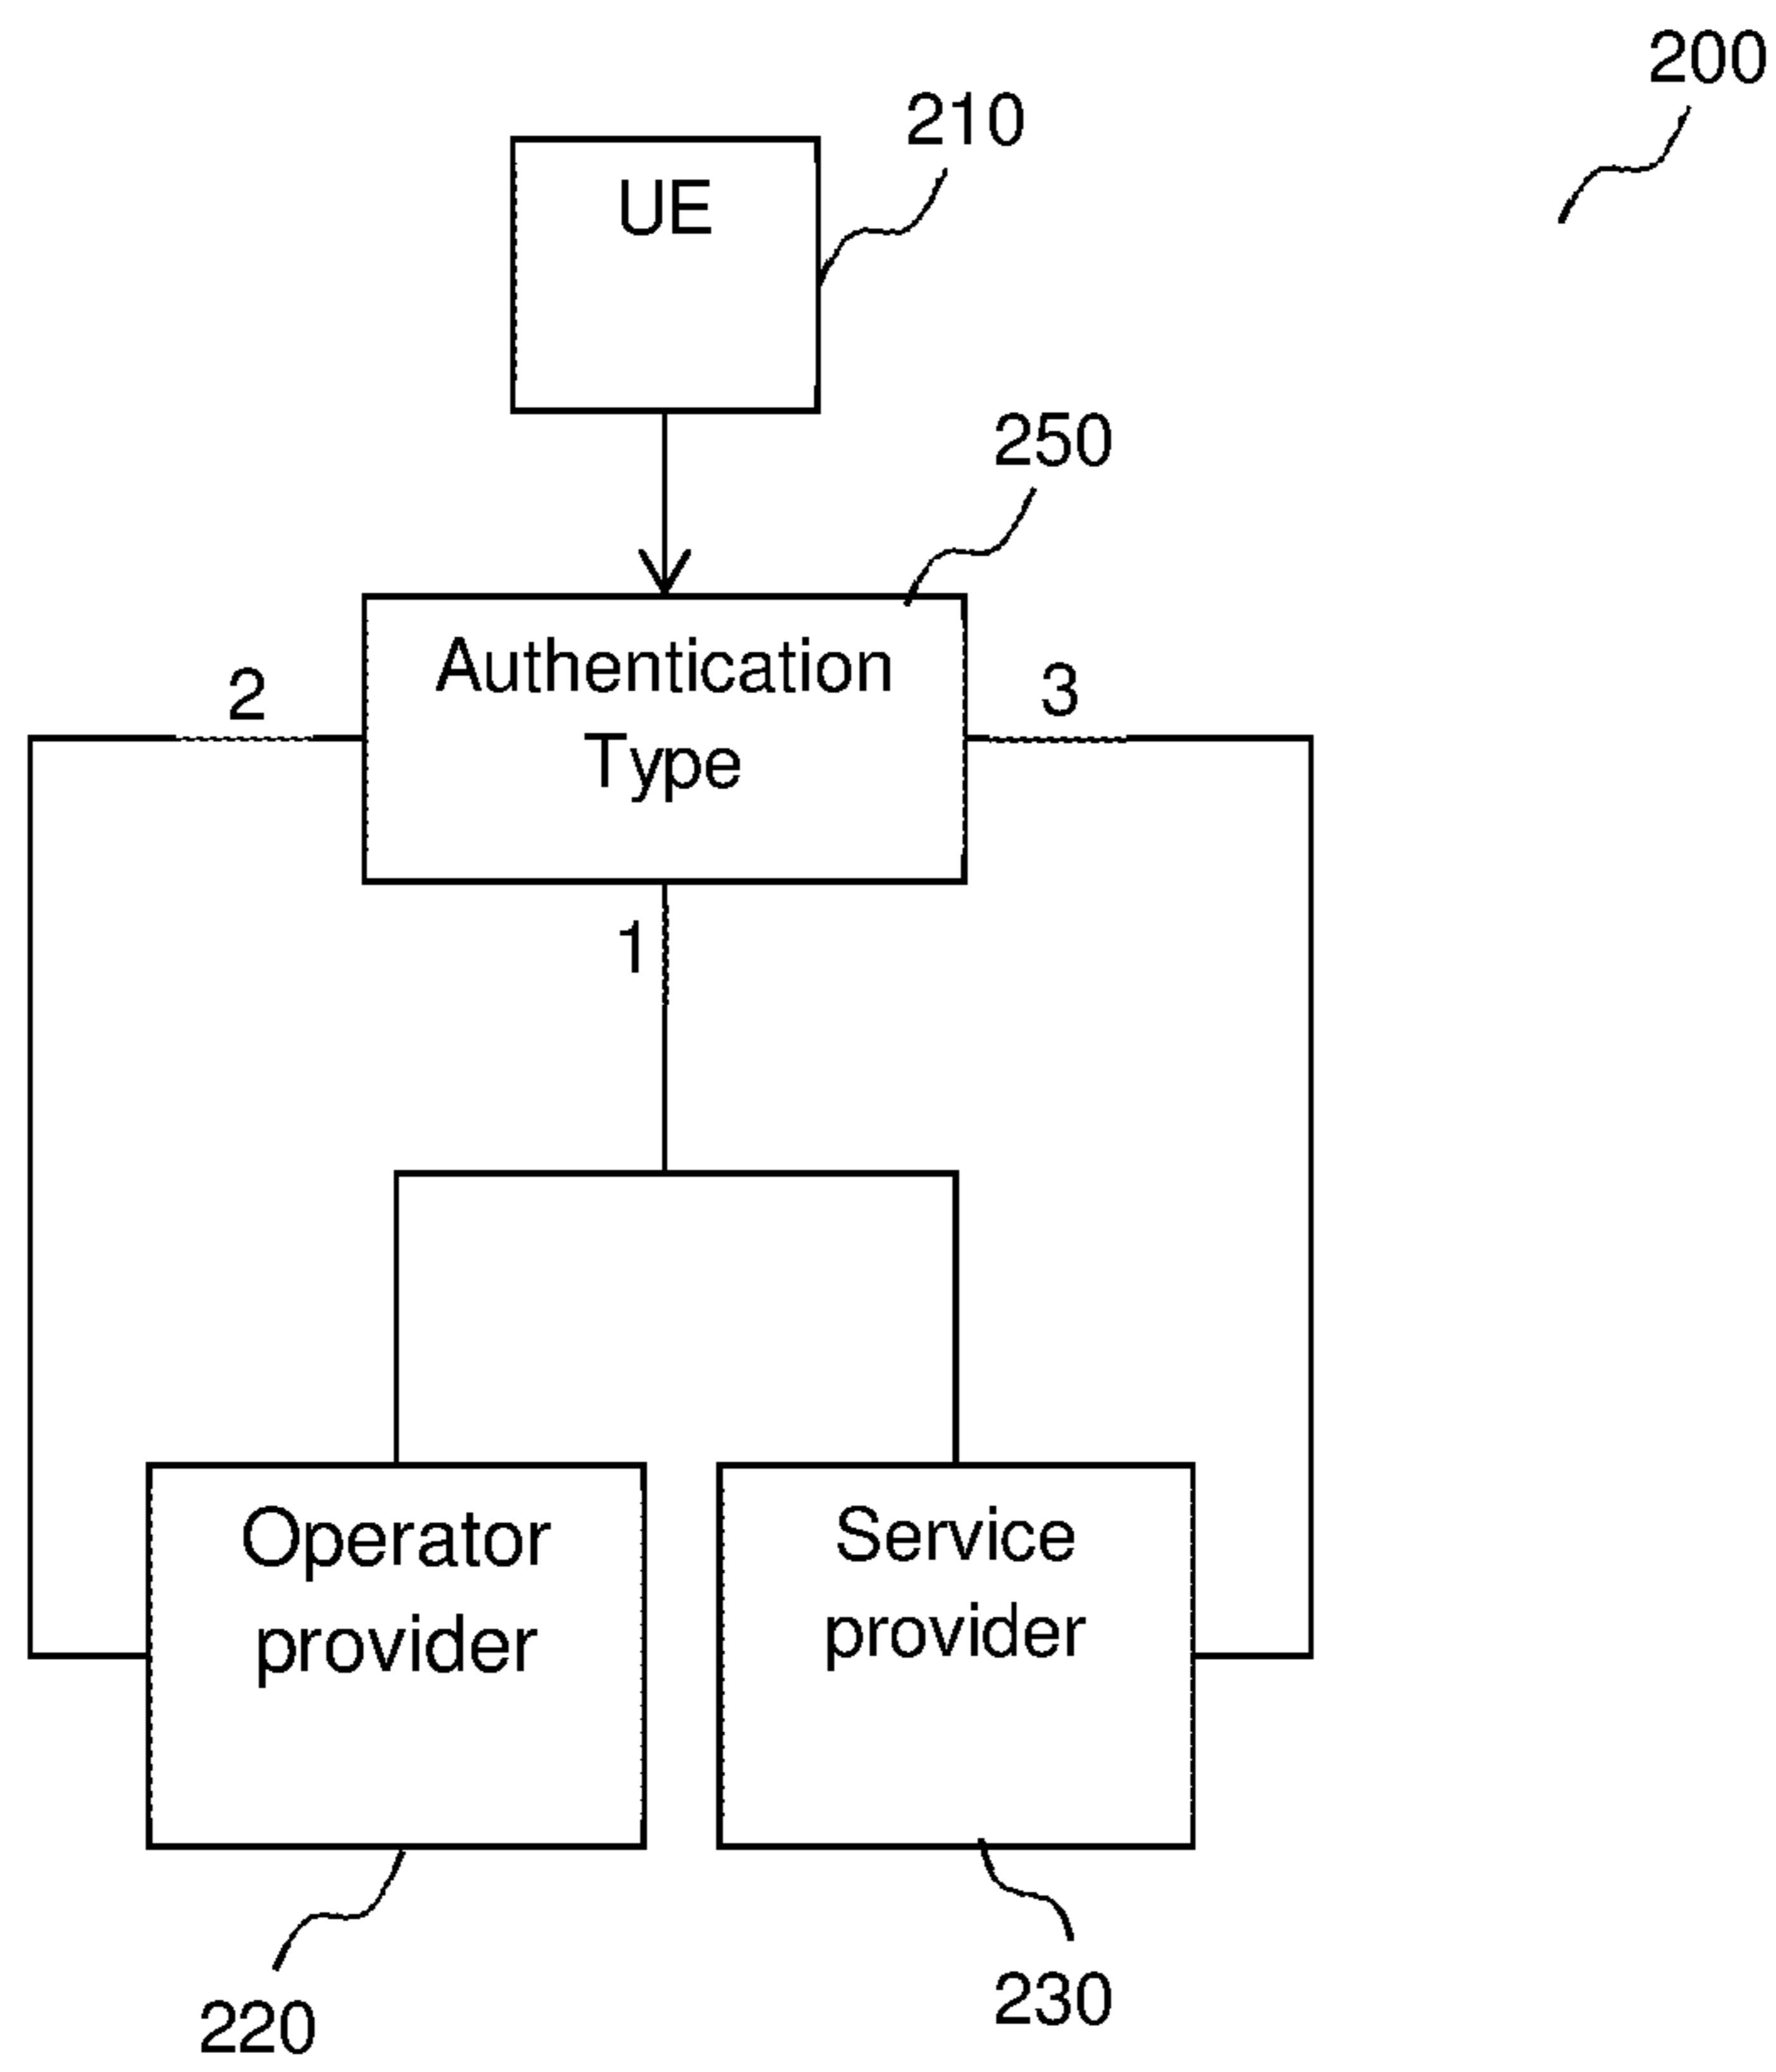 200
210
UE
250
Authentication
Type
2
3
1
Operator
provider
Service
provider
220
230